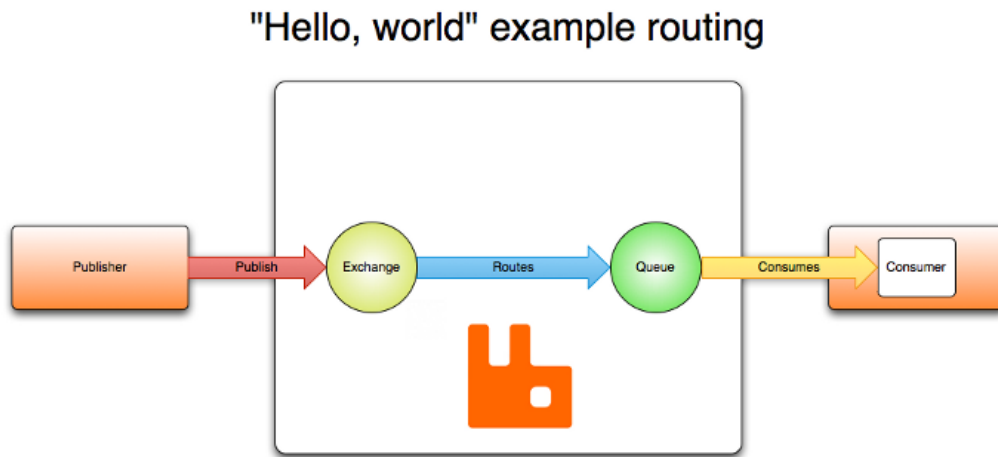 "Hello, world" example routing
Publisher
Publish
Exchange
Routes
Queue
Consumes
Consumer